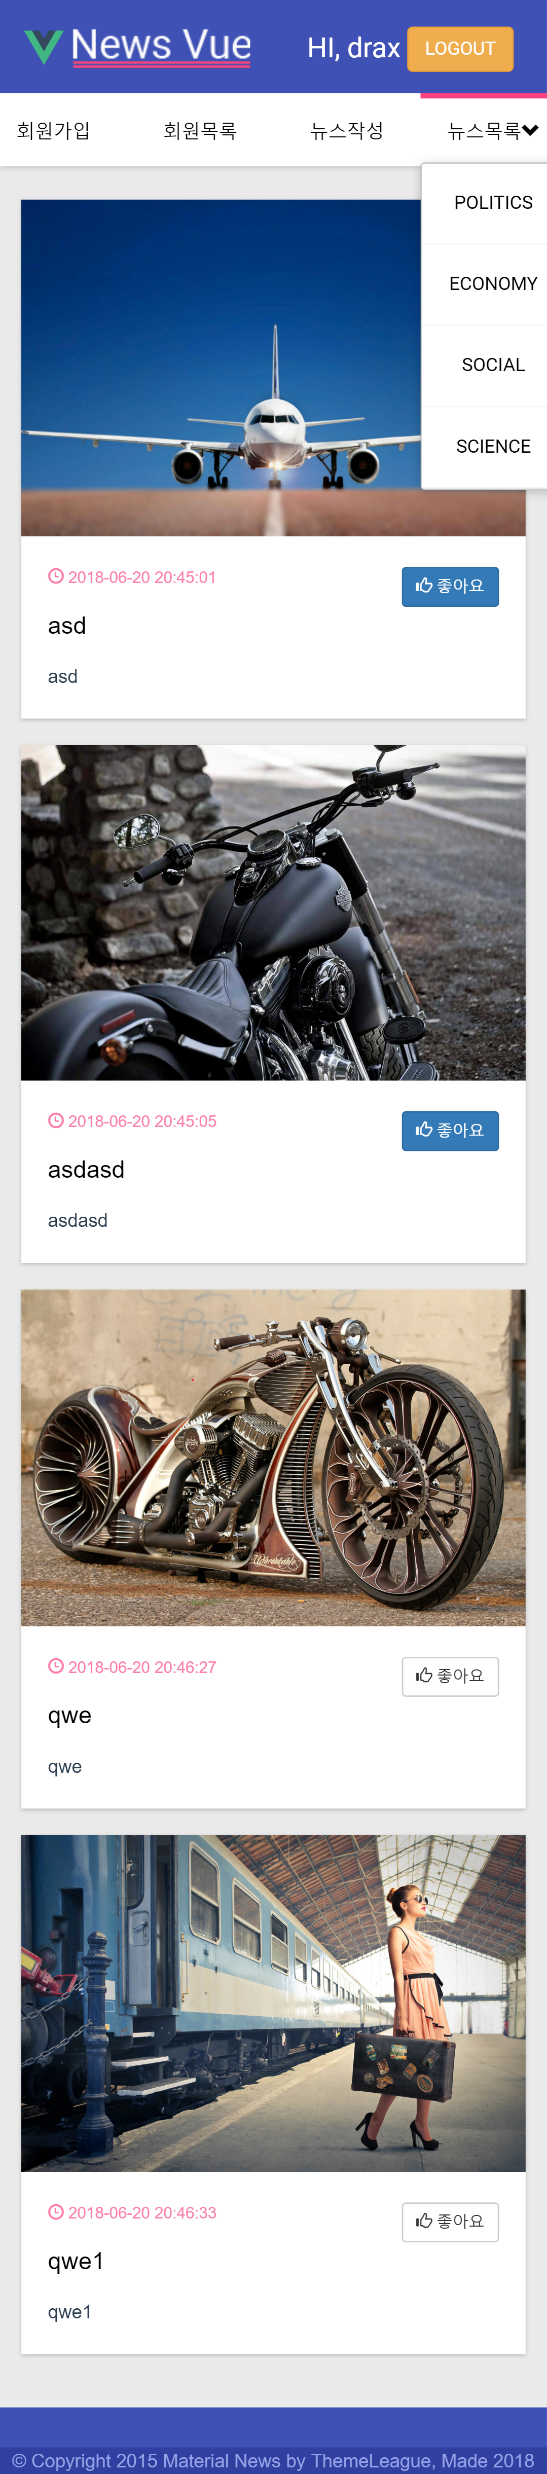 News Vue
HI, drax
LOGOUT
회원가입
회원목록
뉴스작성
뉴스목록
POLITICS
ECONOMY
SOCIAL
SCIENCE
2018-06-20 20:45:01
좋아요
asd
asd
2018-06-20 20:45:05
좋아요
asdasd
asdasd
2018-06-20 20:46:27
좋아요
qwe
qwe
2018-06-20 20:46:33
좋아요
qwe1
qwe1
© Copyright 2015 Material News by ThemeLeague, Made 2018